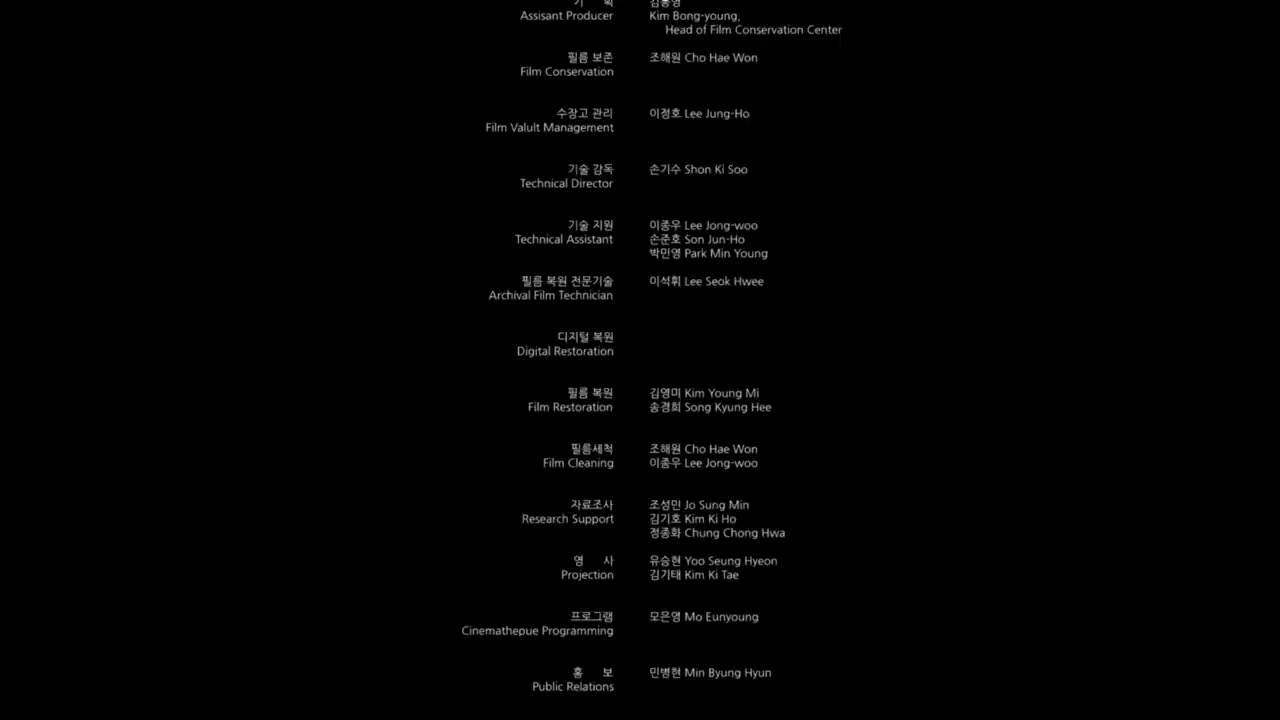 기 획 김봉영
Assisant Producer Kim Bong-young,
Head of Film Conservation Center
필름 보존 조해원 Cho Hae Won
Film Conservation
수장고 관리 이정호 Lee Jung-Ho
Film Valult Management
기술 감독 손기수 Shon Ki Soo
Technical Director
기술 지원 이종우 Lee Jong-woo
Technical Assistant 손준호 Son Jun-Ho
박민영 Park Min Young
필름 복원 전문기술 이석휘 Lee Seok Hwee
Archival Film Technician
디지털 복원
Digital Restoration
필름 복원 김영미 Kim Young Mi
Film Restoration 송경희 Song Kyung Hee
필름세척 조해원 Cho Hae Won
Film Cleaning 이종우 Lee Jong-woo
자료조사 조성민 Jo Sung Min
Research Support 김기호 Kim Ki Ho
정종화 Chung Chong Hwa
영 사 유승현 Yoo Seung Hyeon
Projection 김기태 Kim Ki Tae
프로그램 모은영 Mo Eunyoung
Cinemathepue Programming
홍 보 민병현 Min Byung Hyun
Public Relations